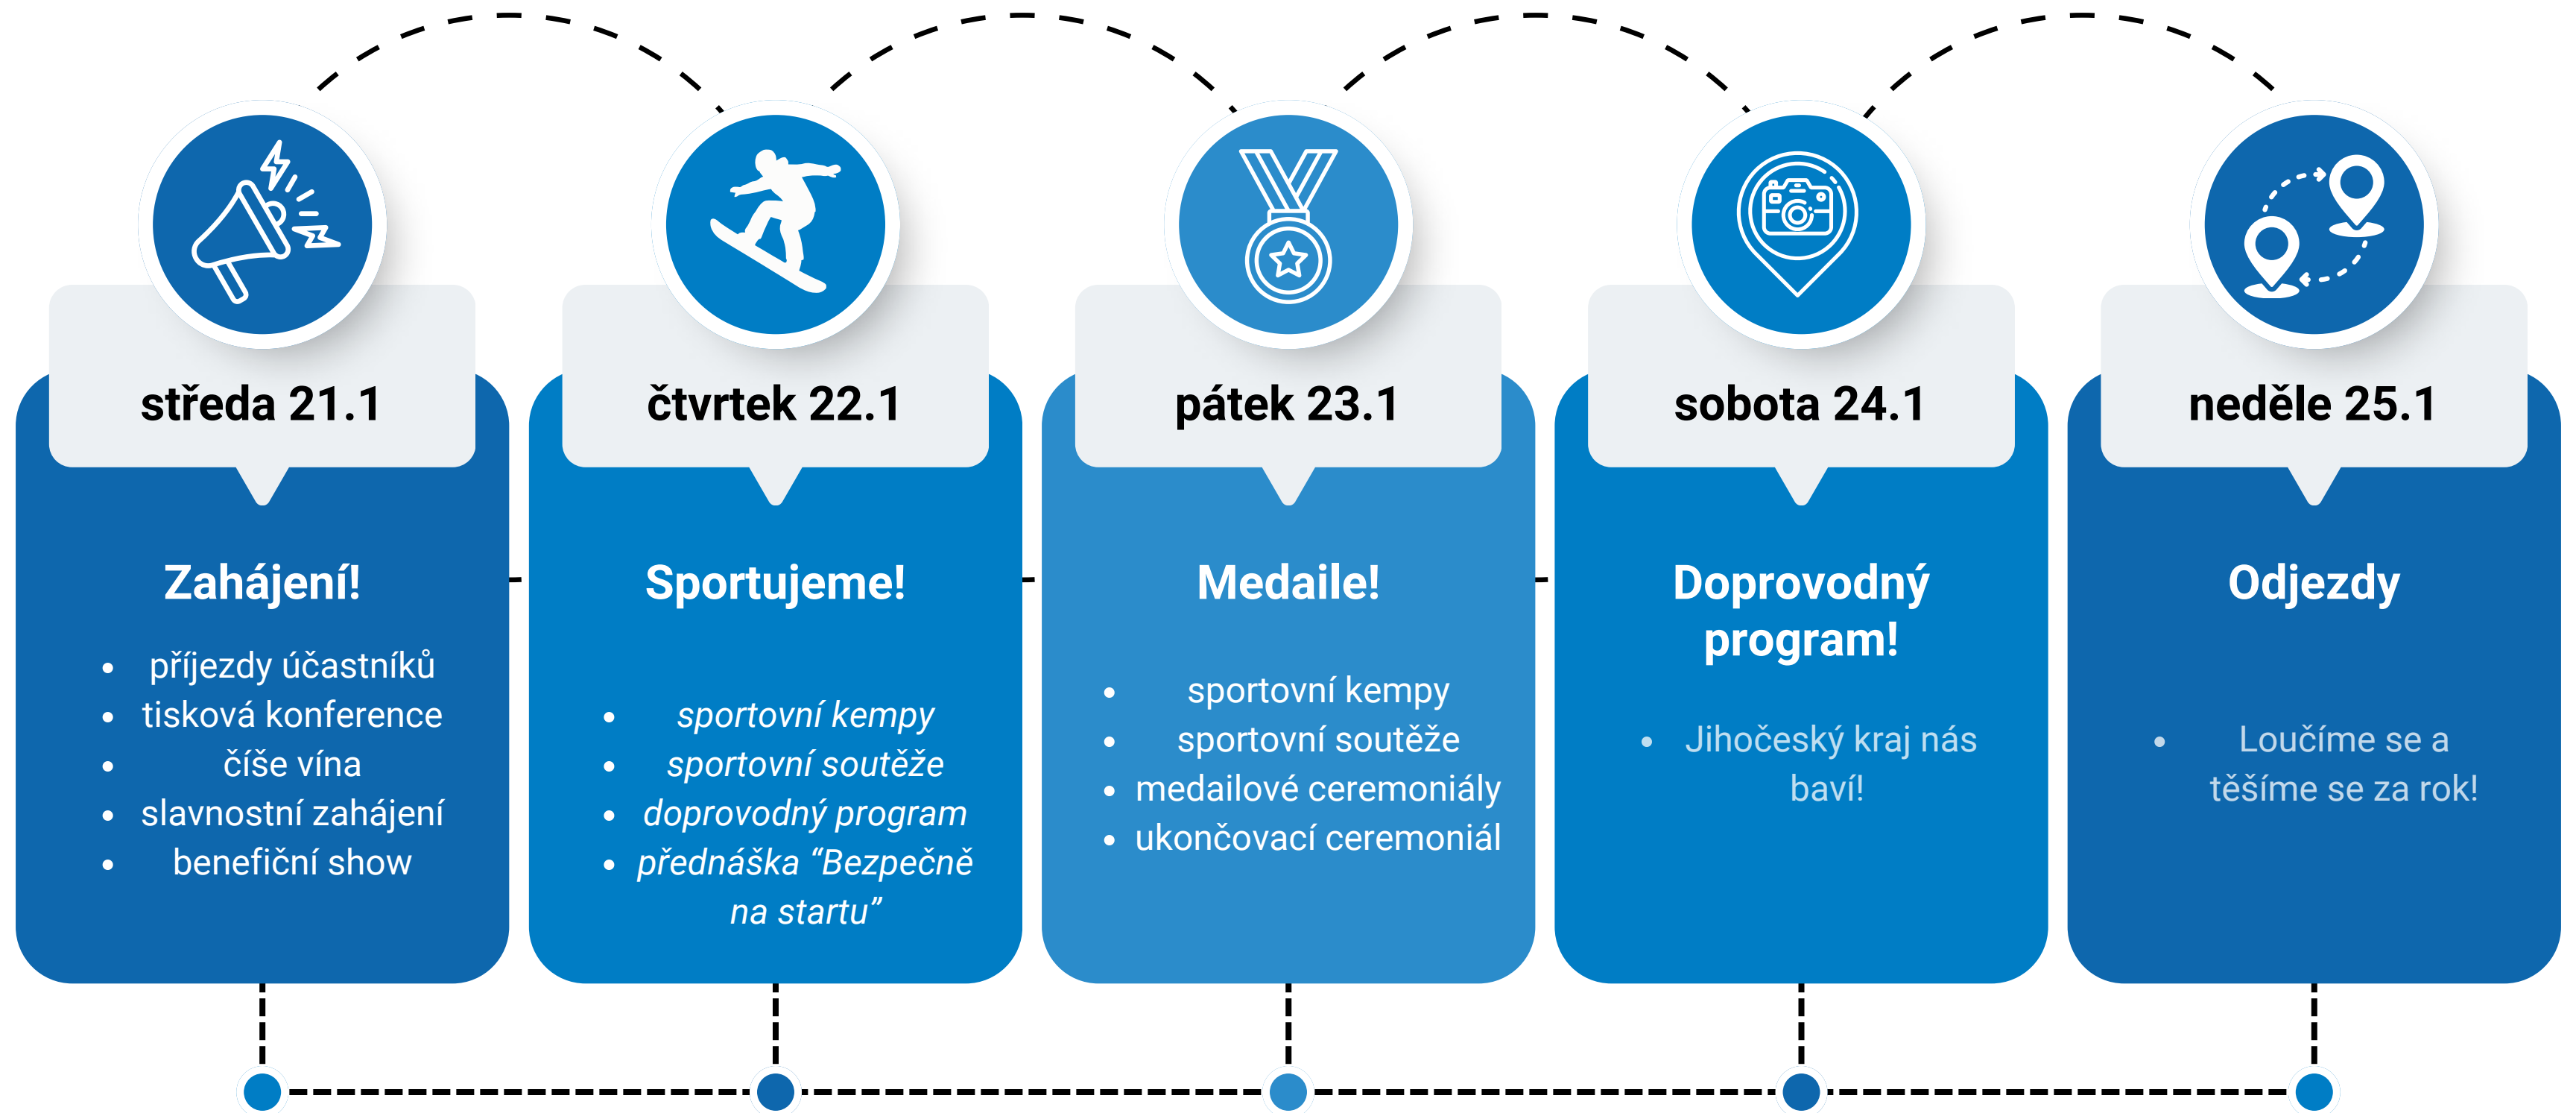 středa 21.1
Zahájení!
• příjezdy účastníků
• tisková konference
• číše vína
• slavnostní zahájení
• benefiční show
čtvrtek 22.1
Sportujeme!
• sportovní kempy
• sportovní soutěže
• doprovodný program
• přednáška “Bezpečně
na startu”
pátek 23.1
Medaile!
• sportovní kempy
• sportovní soutěže
• medailové ceremoniály
• ukončovací ceremoniál
sobota 24.1
Doprovodný
program!
• Jihočeský kraj nás
baví!
neděle 25.1
Odjezdy
• Loučíme se a
těšíme se za rok!